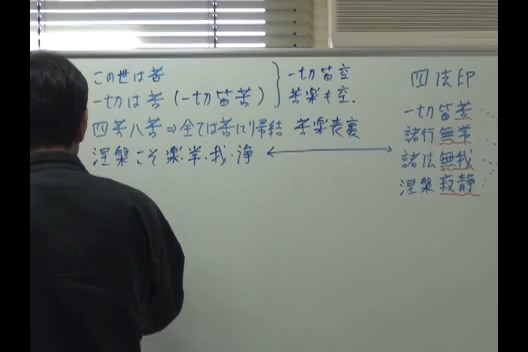 この世は苦
一切は苦（一切皆苦）
一切皆空
苦楽も空.
四苦八苦⇒全ては苦に帰結 苦楽表裏
涅槃こそ 楽・常・我・浄
四法印
一切皆苦
諸行無常
諸法無我
涅槃寂静